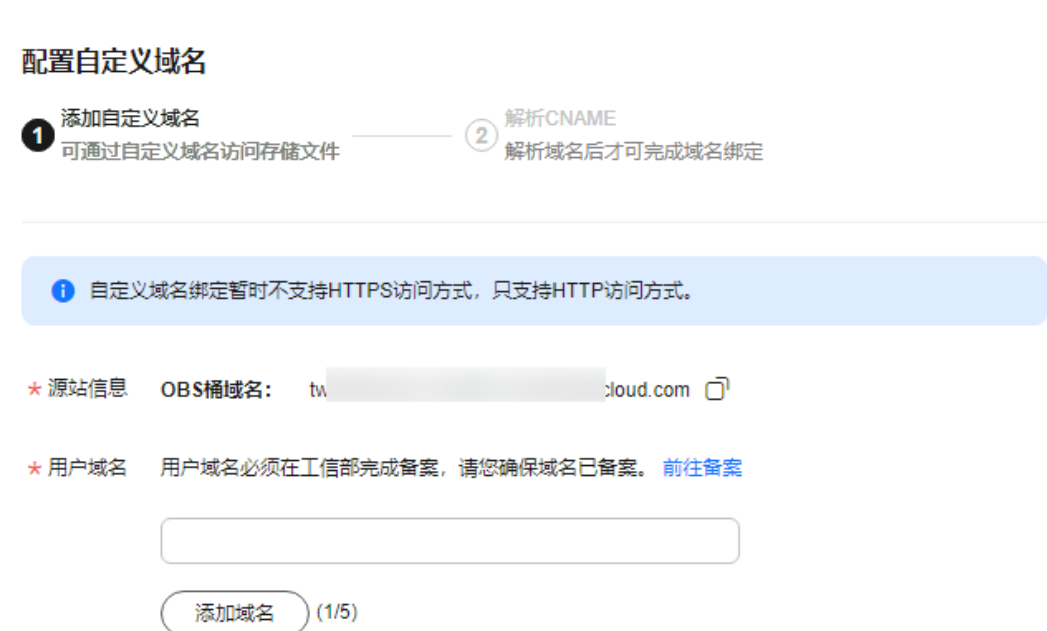 配置自定义域名
1 添加自定义域名
可通过自定义域名访问存储文件
2 解析CNAME
解析域名后才可完成域名绑定
自定义域名绑定暂时不支持HTTPS访问方式，只支持HTTP访问方式。
* 源站信息 OBS桶域名： tw cloud.com
* 用户域名 用户域名必须在工信部完成备案，请您确保域名已备案。 前往备案
添加域名 (1/5)